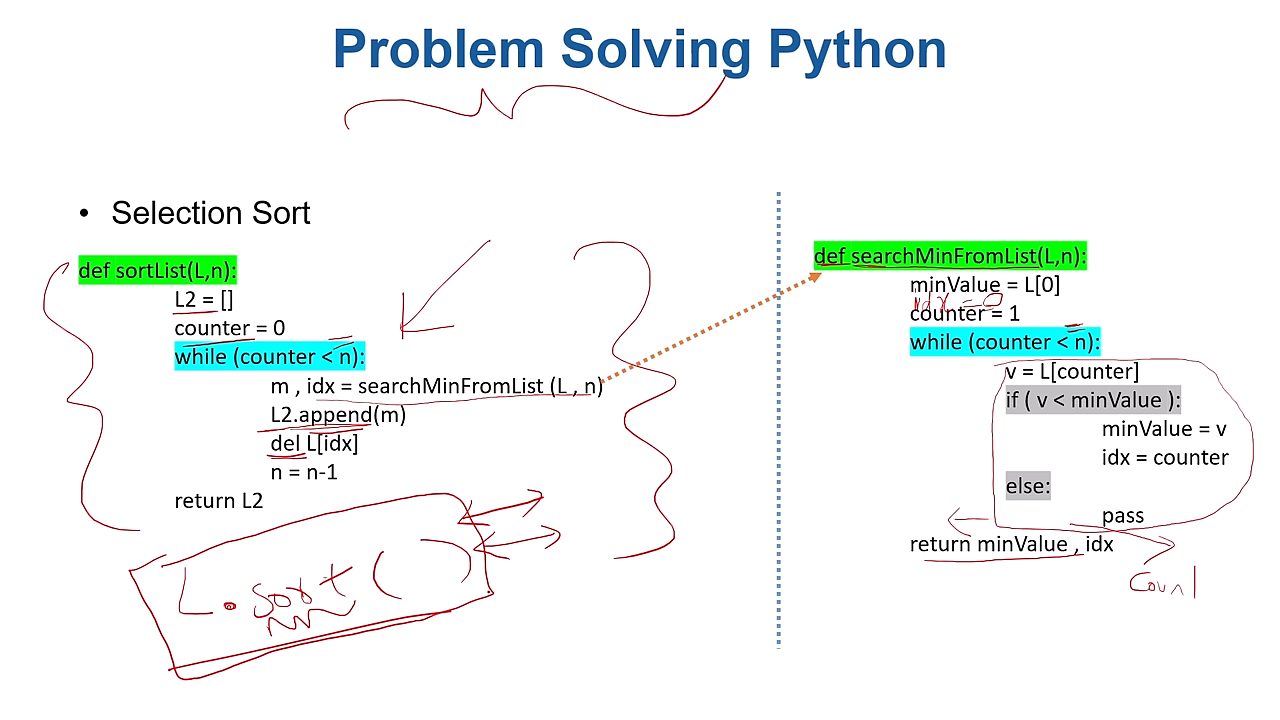 Problem Solving Python
• Selection Sort
def sortList(L,n):
L2 = []
counter = 0
while (counter < n):
m , idx = searchMinFromList (L , n)
L2.append(m)
del L[idx]
n = n-1
return L2
L.sort( )
def searchMinFromList(L,n):
minValue = L[0]
idx = 0
counter = 1
while (counter < n):
v = L[counter]
if ( v < minValue ):
minValue = v
idx = counter
else:
pass
return minValue , idx